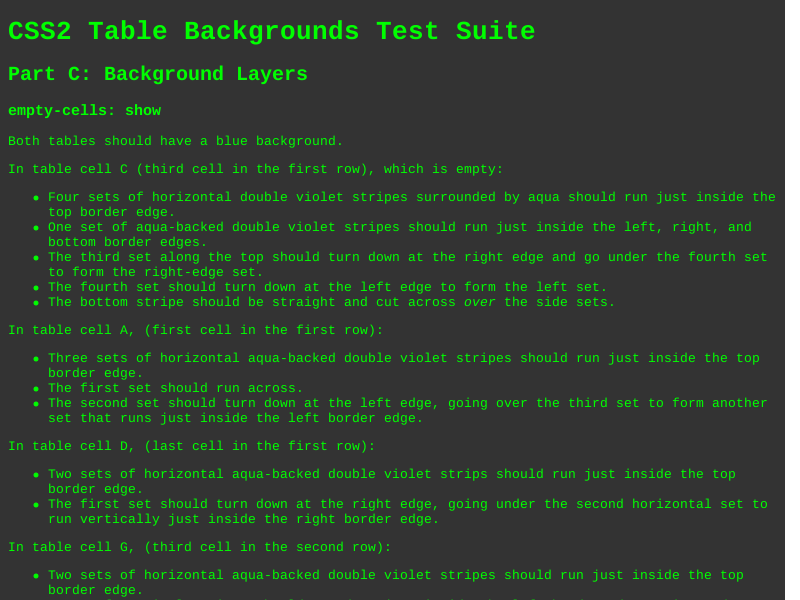 CSS2 Table Backgrounds Test Suite
Part C: Background Layers
empty-cells: show
Both tables should have a blue background.
In table cell C (third cell in the first row), which is empty:
Four sets of horizontal double violet stripes surrounded by aqua should run just inside the
top border edge.
One set of aqua-backed double violet stripes should run just inside the left, right, and
bottom border edges.
The third set along the top should turn down at the right edge and go under the fourth set
to form the right-edge set.
The fourth set should turn down at the left edge to form the left set.
The bottom stripe should be straight and cut across over the side sets.
In table cell A, (first cell in the first row):
Three sets of horizontal aqua-backed double violet stripes should run just inside the top
border edge.
The first set should run across.
The second set should turn down at the left edge, going over the third set to form another
set that runs just inside the left border edge.
In table cell D, (last cell in the first row):
Two sets of horizontal aqua-backed double violet strips should run just inside the top
border edge.
The first set should turn down at the right edge, going under the second horizontal set to
run vertically just inside the right border edge.
In table cell G, (third cell in the second row):
Two sets of horizontal aqua-backed double violet stripes should run just inside the top
border edge.